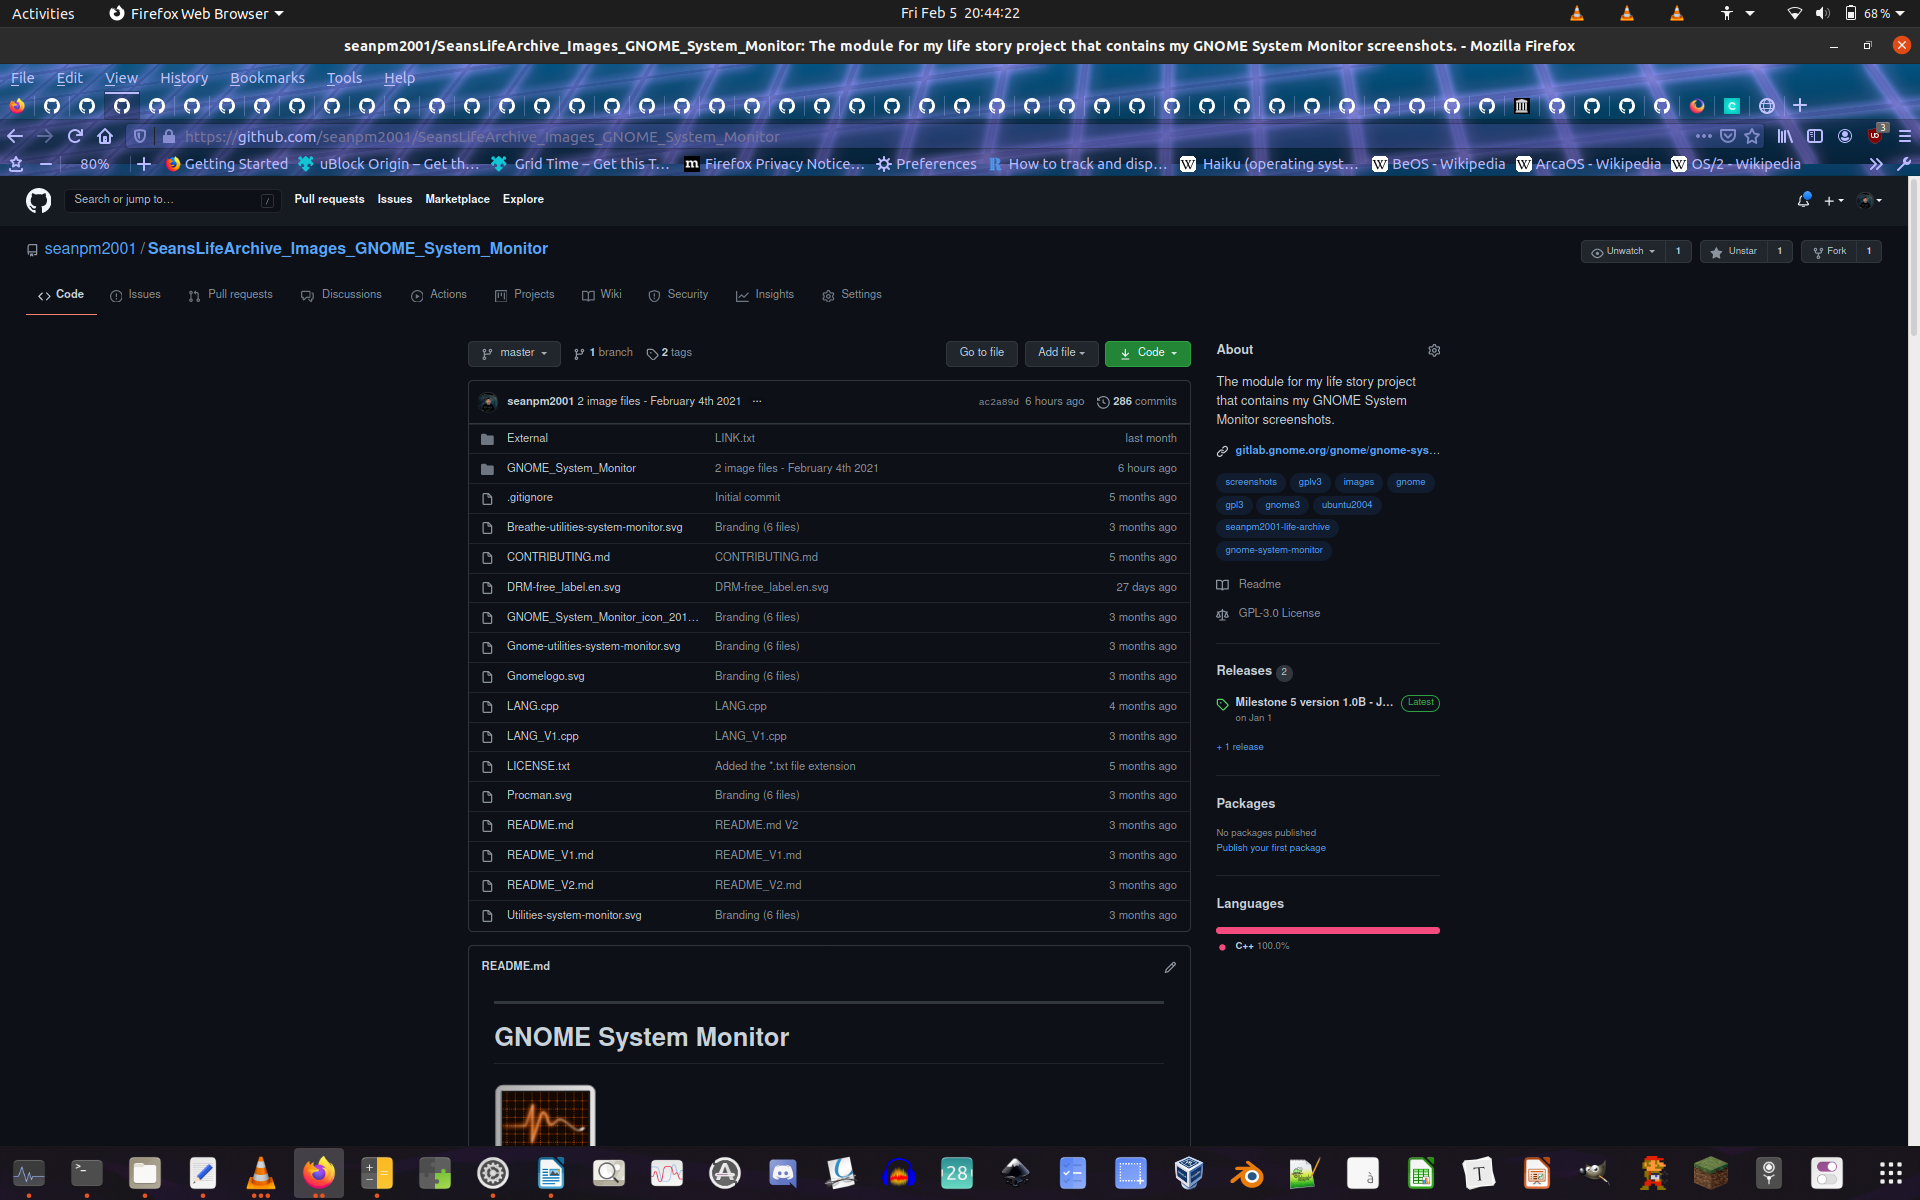 Activities Firefox Web Browser Fri Feb 5 20:44:22 68 %
seanpm2001/SeansLifeArchive_Images_GNOME_System_Monitor: The module for my life story project that contains my GNOME System Monitor screenshots. - Mozilla Firefox
File Edit View History Bookmarks Tools Help
https://github.com/seanpm2001/SeansLifeArchive_Images_GNOME_System_Monitor 3
80% Getting Started uBlock Origin – Get th… Grid Time – Get this T… Firefox Privacy Notice… Preferences How to track and disp… Haiku (operating syst… BeOS - Wikipedia ArcaOS - Wikipedia OS/2 - Wikipedia
Search or jump to… / Pull requests Issues Marketplace Explore
seanpm2001 / SeansLifeArchive_Images_GNOME_System_Monitor Unwatch 1 Unstar 1 Fork 1
Code Issues Pull requests Discussions Actions Projects Wiki Security Insights Settings
master 1 branch 2 tags Go to file Add file Code
seanpm2001 2 image files - February 4th 2021 ··· ac2a89d 6 hours ago 286 commits
External LINK.txt last month
GNOME_System_Monitor 2 image files - February 4th 2021 6 hours ago
.gitignore Initial commit 5 months ago
Breathe-utilities-system-monitor.svg Branding (6 files) 3 months ago
CONTRIBUTING.md CONTRIBUTING.md 5 months ago
DRM-free_label.en.svg DRM-free_label.en.svg 27 days ago
GNOME_System_Monitor_icon_201… Branding (6 files) 3 months ago
Gnome-utilities-system-monitor.svg Branding (6 files) 3 months ago
Gnomelogo.svg Branding (6 files) 3 months ago
LANG.cpp LANG.cpp 4 months ago
LANG_V1.cpp LANG_V1.cpp 3 months ago
LICENSE.txt Added the *.txt file extension 5 months ago
Procman.svg Branding (6 files) 3 months ago
README.md README.md V2 3 months ago
README_V1.md README_V1.md 3 months ago
README_V2.md README_V2.md 3 months ago
Utilities-system-monitor.svg Branding (6 files) 3 months ago
README.md
GNOME System Monitor
About
The module for my life story project
that contains my GNOME System
Monitor screenshots.
gitlab.gnome.org/gnome/gnome-sys…
screenshots gplv3 images gnome
gpl3 gnome3 ubuntu2004
seanpm2001-life-archive
gnome-system-monitor
Readme
GPL-3.0 License
Releases 2
Milestone 5 version 1.0B - J… Latest
on Jan 1
+ 1 release
Packages
No packages published
Publish your first package
Languages
C++ 100.0%
28